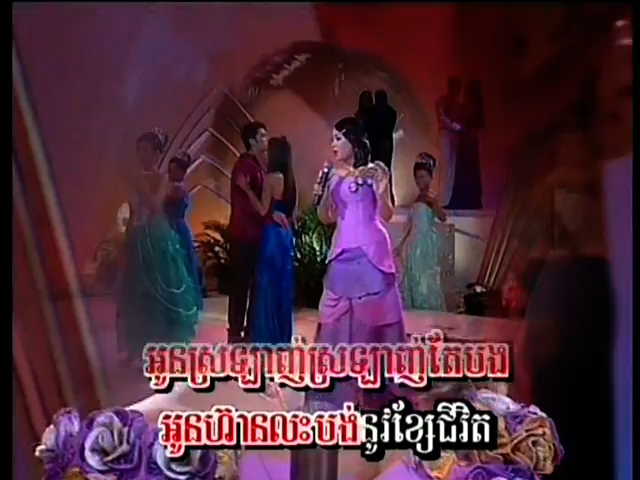 អូនស្រឡាញ់ស្រឡាញ់តែបង
អូនហ៊ានលះបង់នូវខ្សែជីវិត